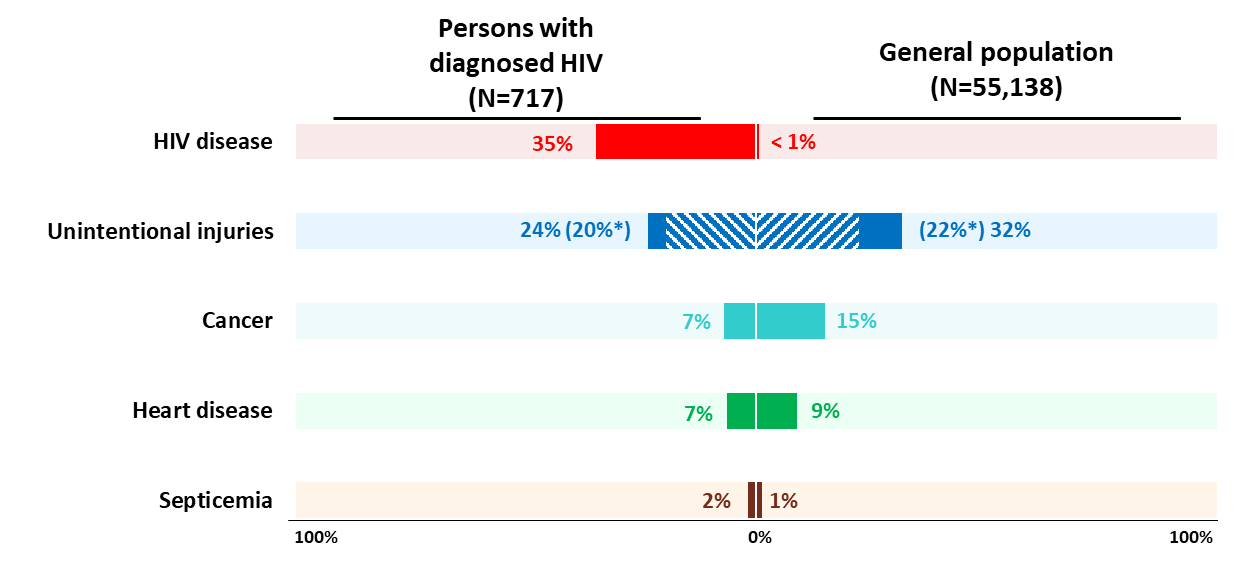 Persons with
diagnosed HIV
(N=717)
General population
(N=55,138)
HIV disease 35% < 1%
Unintentional injuries 24% (20%*) (22%*) 32%
Cancer 7% 15%
Heart disease 7% 9%
Septicemia 2% 1%
100% 0% 100%